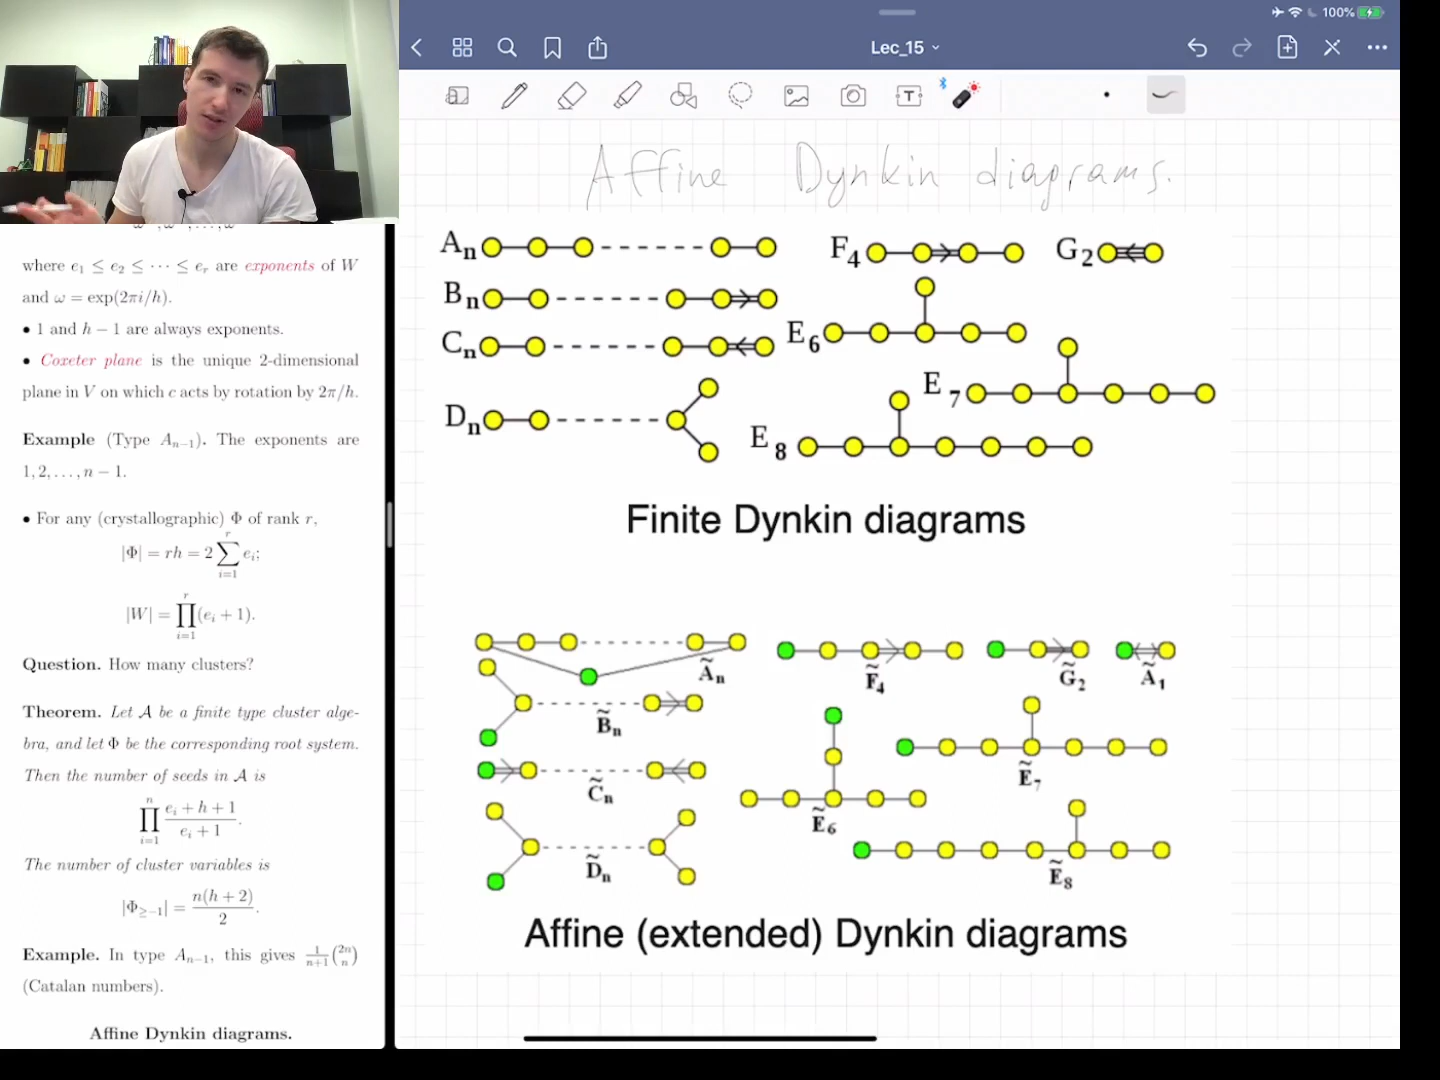 100%
Lec_15
ω , ω , . . . , ω
where e₁ ≤ e₂ ≤ ··· ≤ eᵣ are exponents of W
and ω = exp(2πi/h).
• 1 and h − 1 are always exponents.
• Coxeter plane is the unique 2-dimensional
plane in V on which c acts by rotation by 2π/h.
Example (Type Aₙ₋₁). The exponents are
1, 2, . . . , n − 1.
• For any (crystallographic) Φ of rank r,
|Φ| = rh = 2 ∑ᵢ₌₁ʳ eᵢ;
|W| = ∏ᵢ₌₁ʳ (eᵢ + 1).
Question. How many clusters?
Theorem. Let A be a finite type cluster alge-
bra, and let Φ be the corresponding root system.
Then the number of seeds in A is
∏ᵢ₌₁ⁿ (eᵢ + h + 1)/(eᵢ + 1).
The number of cluster variables is
|Φ≥₋₁| = n(h + 2)/2.
Example. In type Aₙ₋₁, this gives 1/(n+1) (2n n)
(Catalan numbers).
Affine Dynkin diagrams.
Affine Dynkin diagrams.
Aₙ
F₄
G₂
Bₙ
Cₙ
E₆
E₇
Dₙ
E₈
Finite Dynkin diagrams
Ãₙ
F̃₄
G̃₂
Ã₁
B̃ₙ
C̃ₙ
Ẽ₆
Ẽ₇
D̃ₙ
Ẽ₈
Affine (extended) Dynkin diagrams